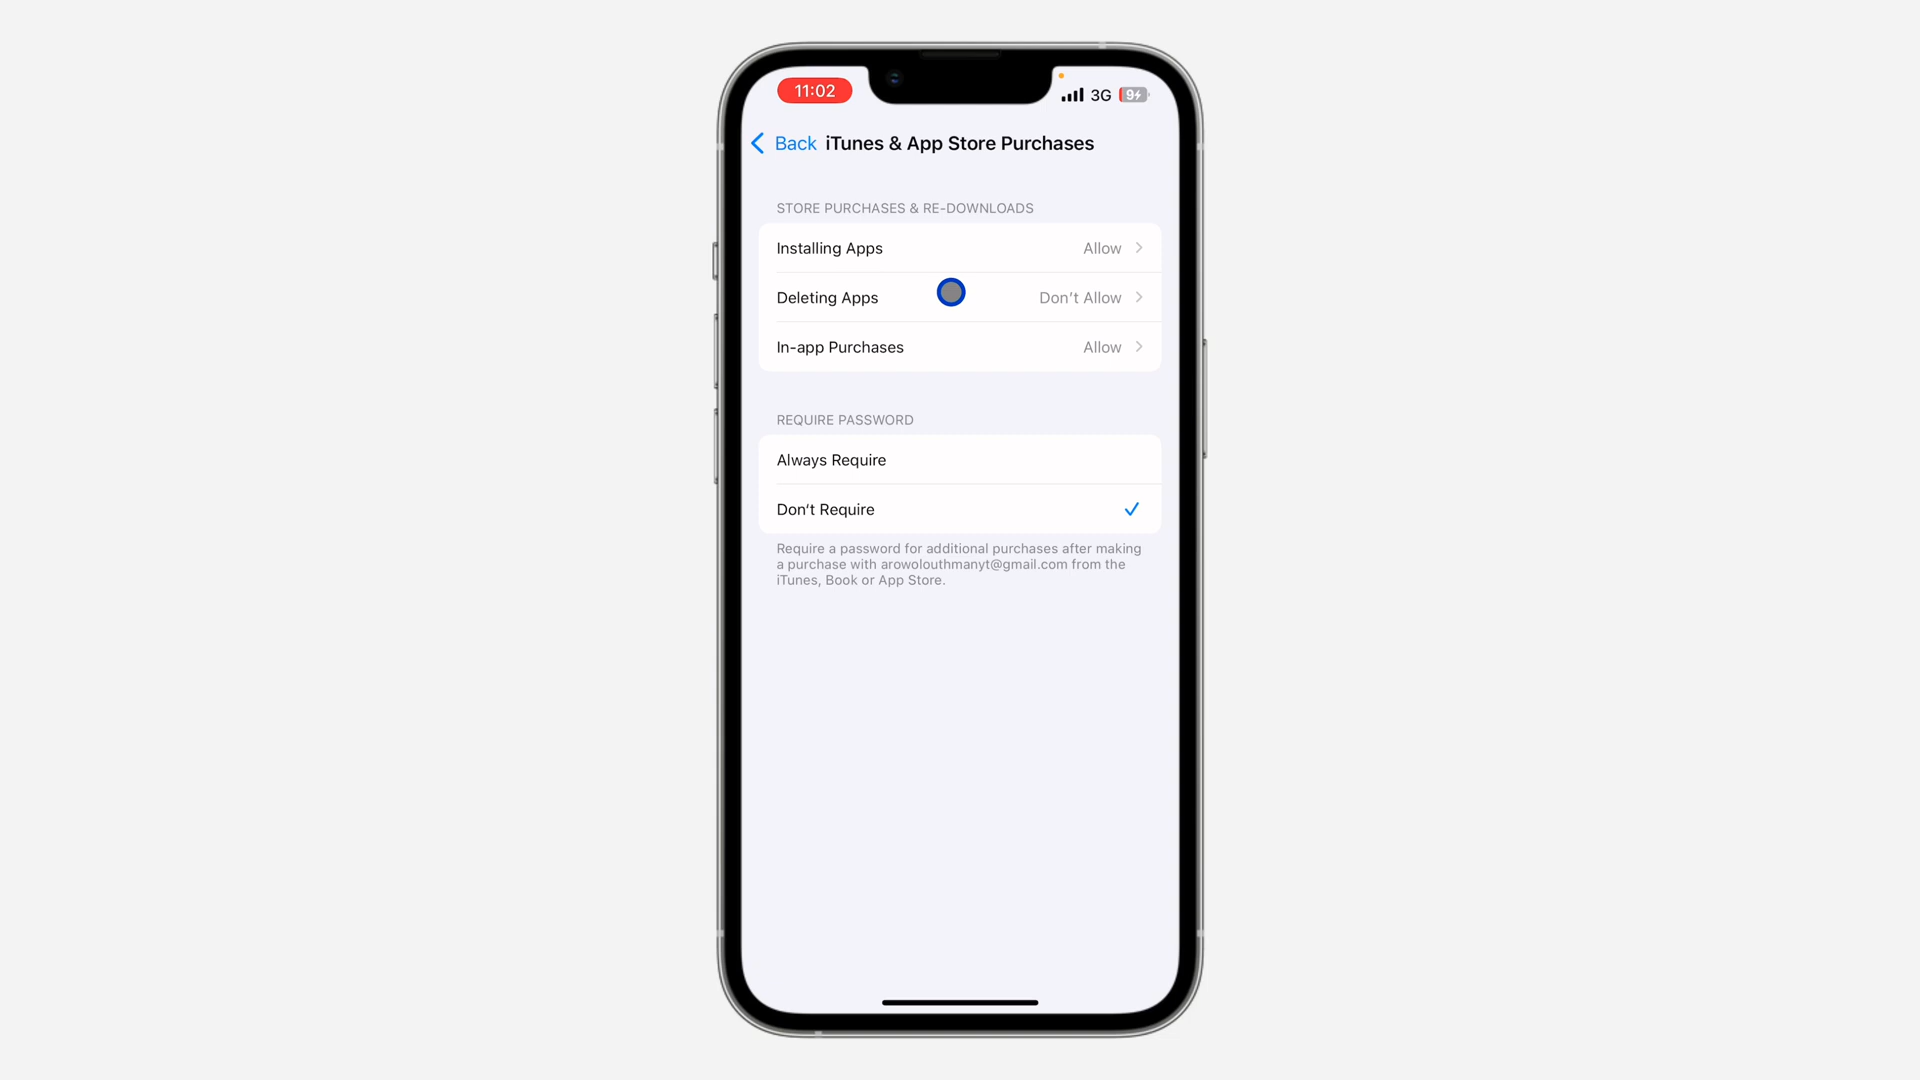 11:02
3G
9
Back iTunes & App Store Purchases
STORE PURCHASES & RE-DOWNLOADS
Installing Apps Allow
Deleting Apps Don’t Allow
In-app Purchases Allow
REQUIRE PASSWORD
Always Require
Don’t Require
Require a password for additional purchases after making
a purchase with arowolouthmanyt@gmail.com from the
iTunes, Book or App Store.